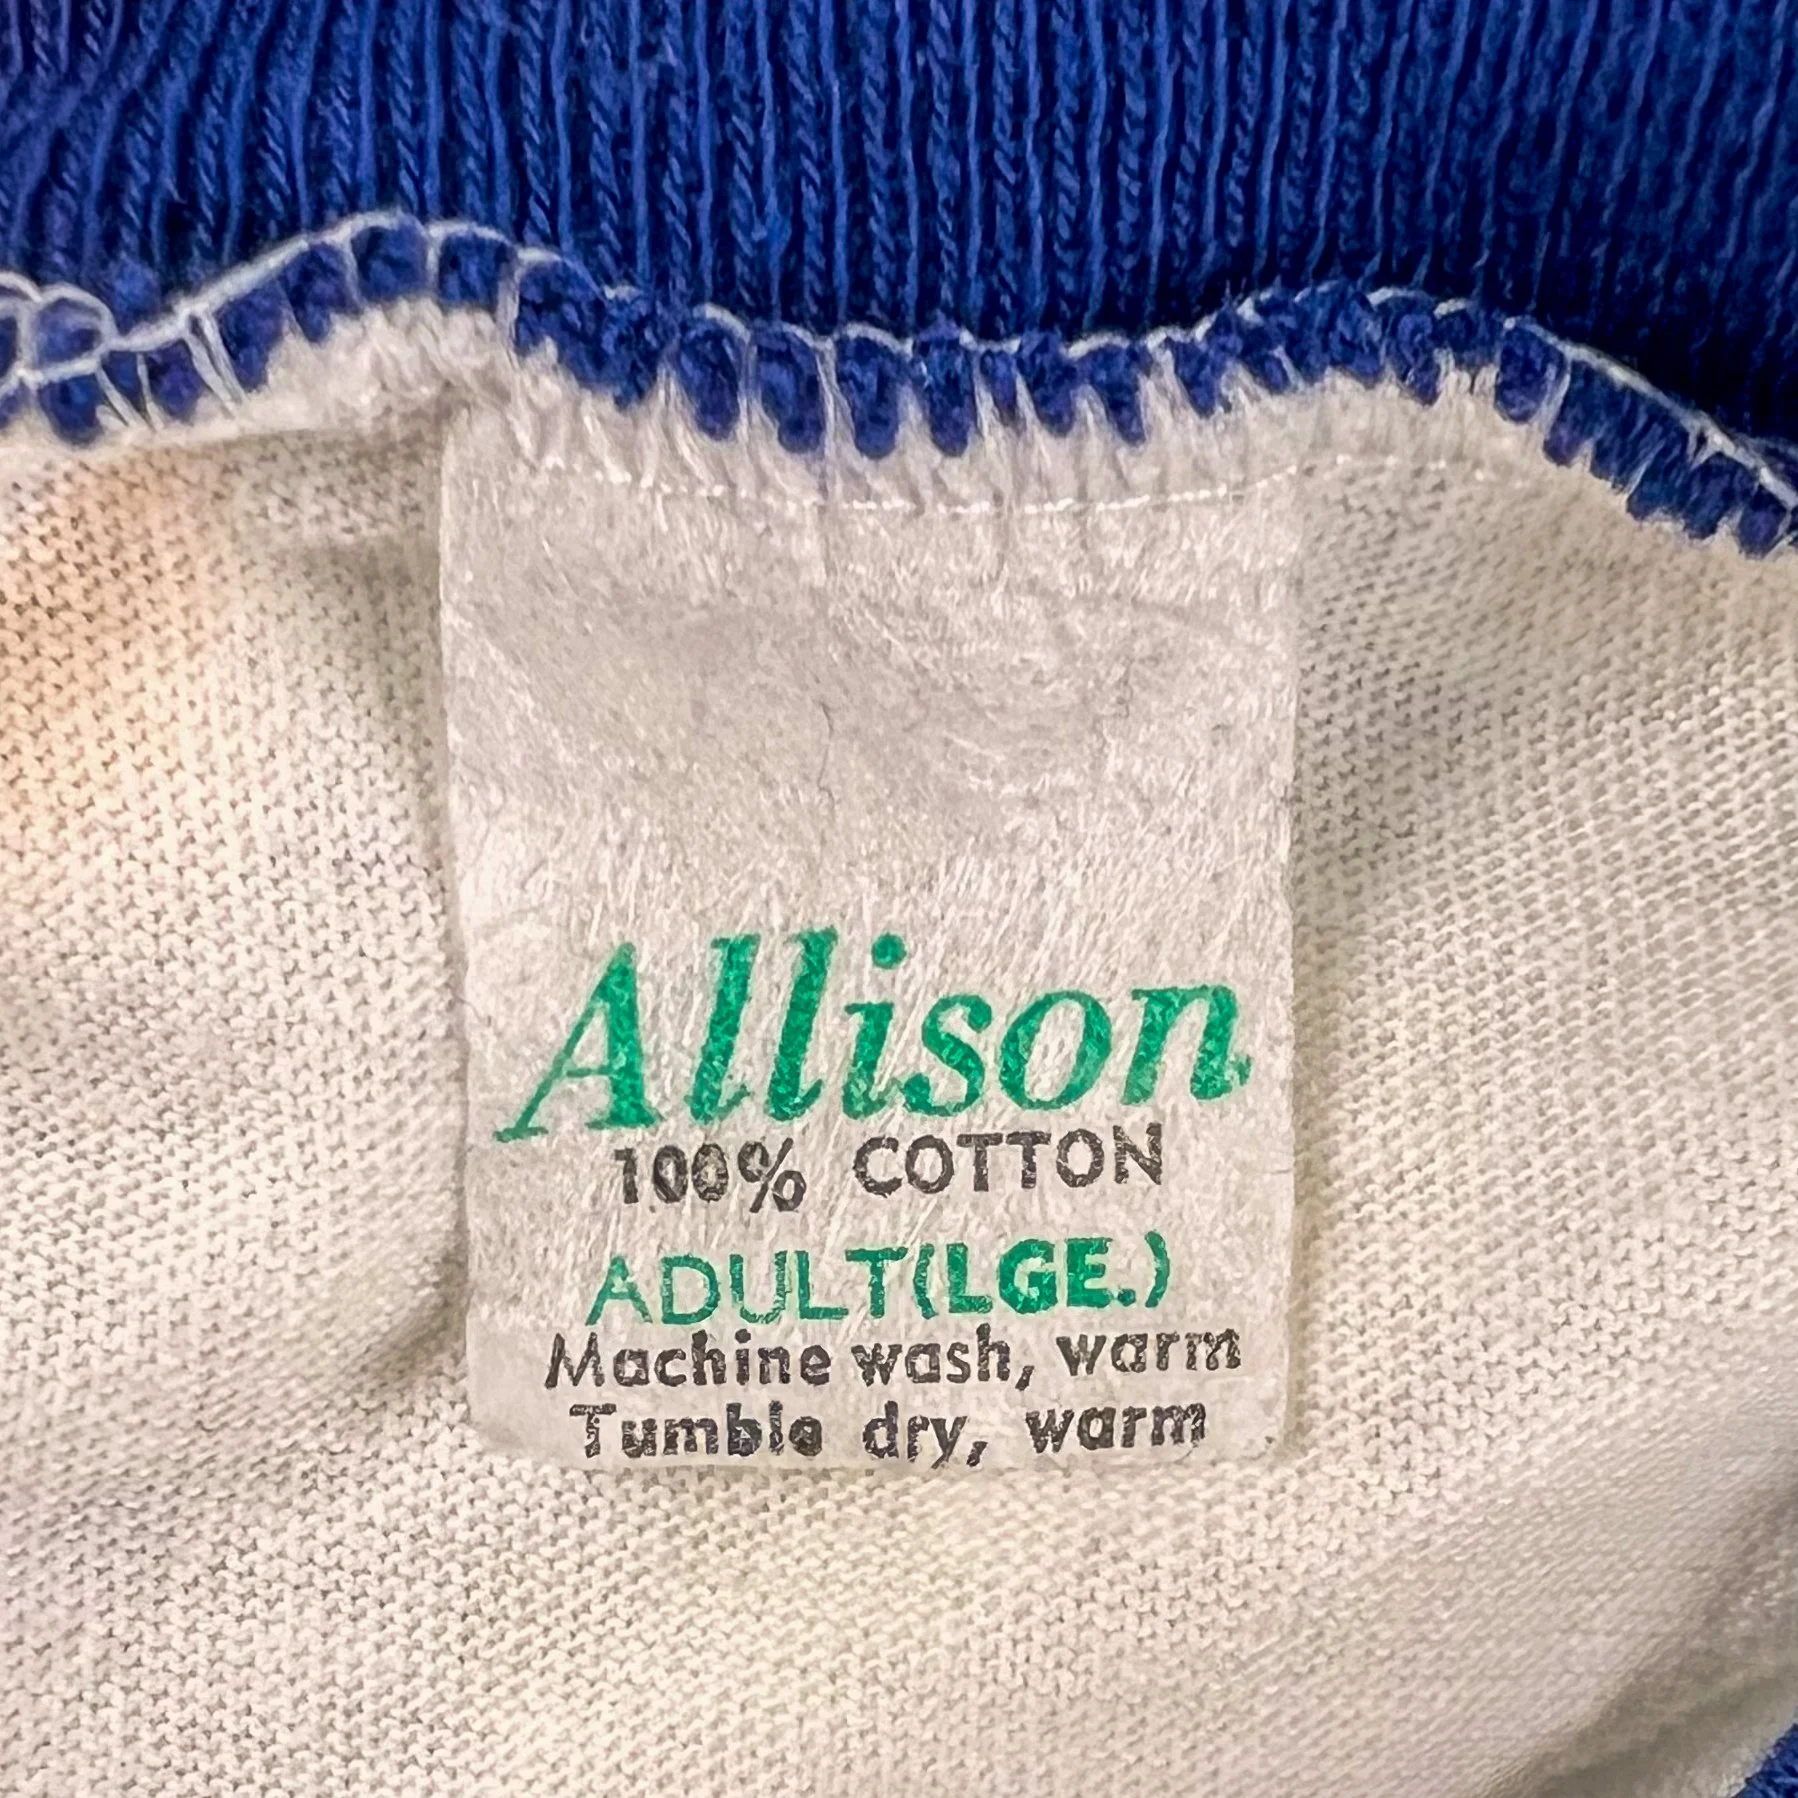 Allison
100% COTTON
ADULT(LGE.)
Machine wash, warm
Tumble dry, warm